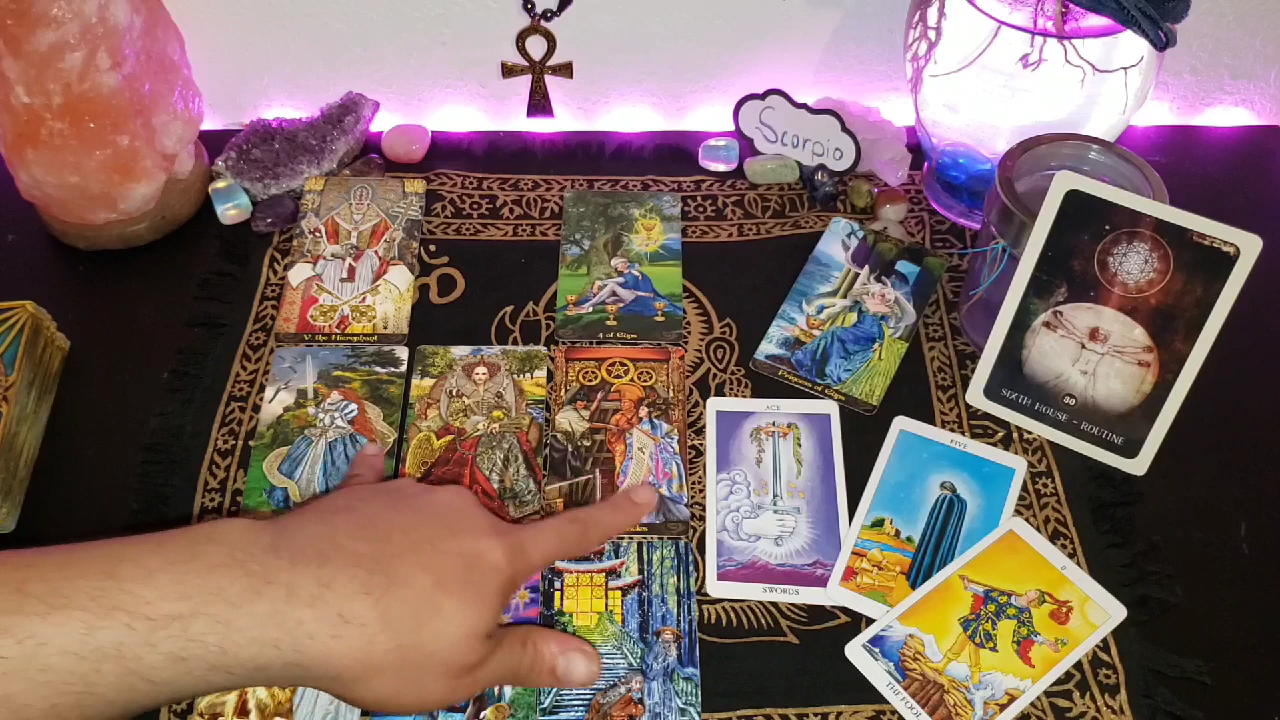 Scorpio
V. the Hierophant
4 of Cups
Princess of Cups
30
SIXTH HOUSE - ROUTINE
ACE
SWORDS
FIVE
0
THE FOOL